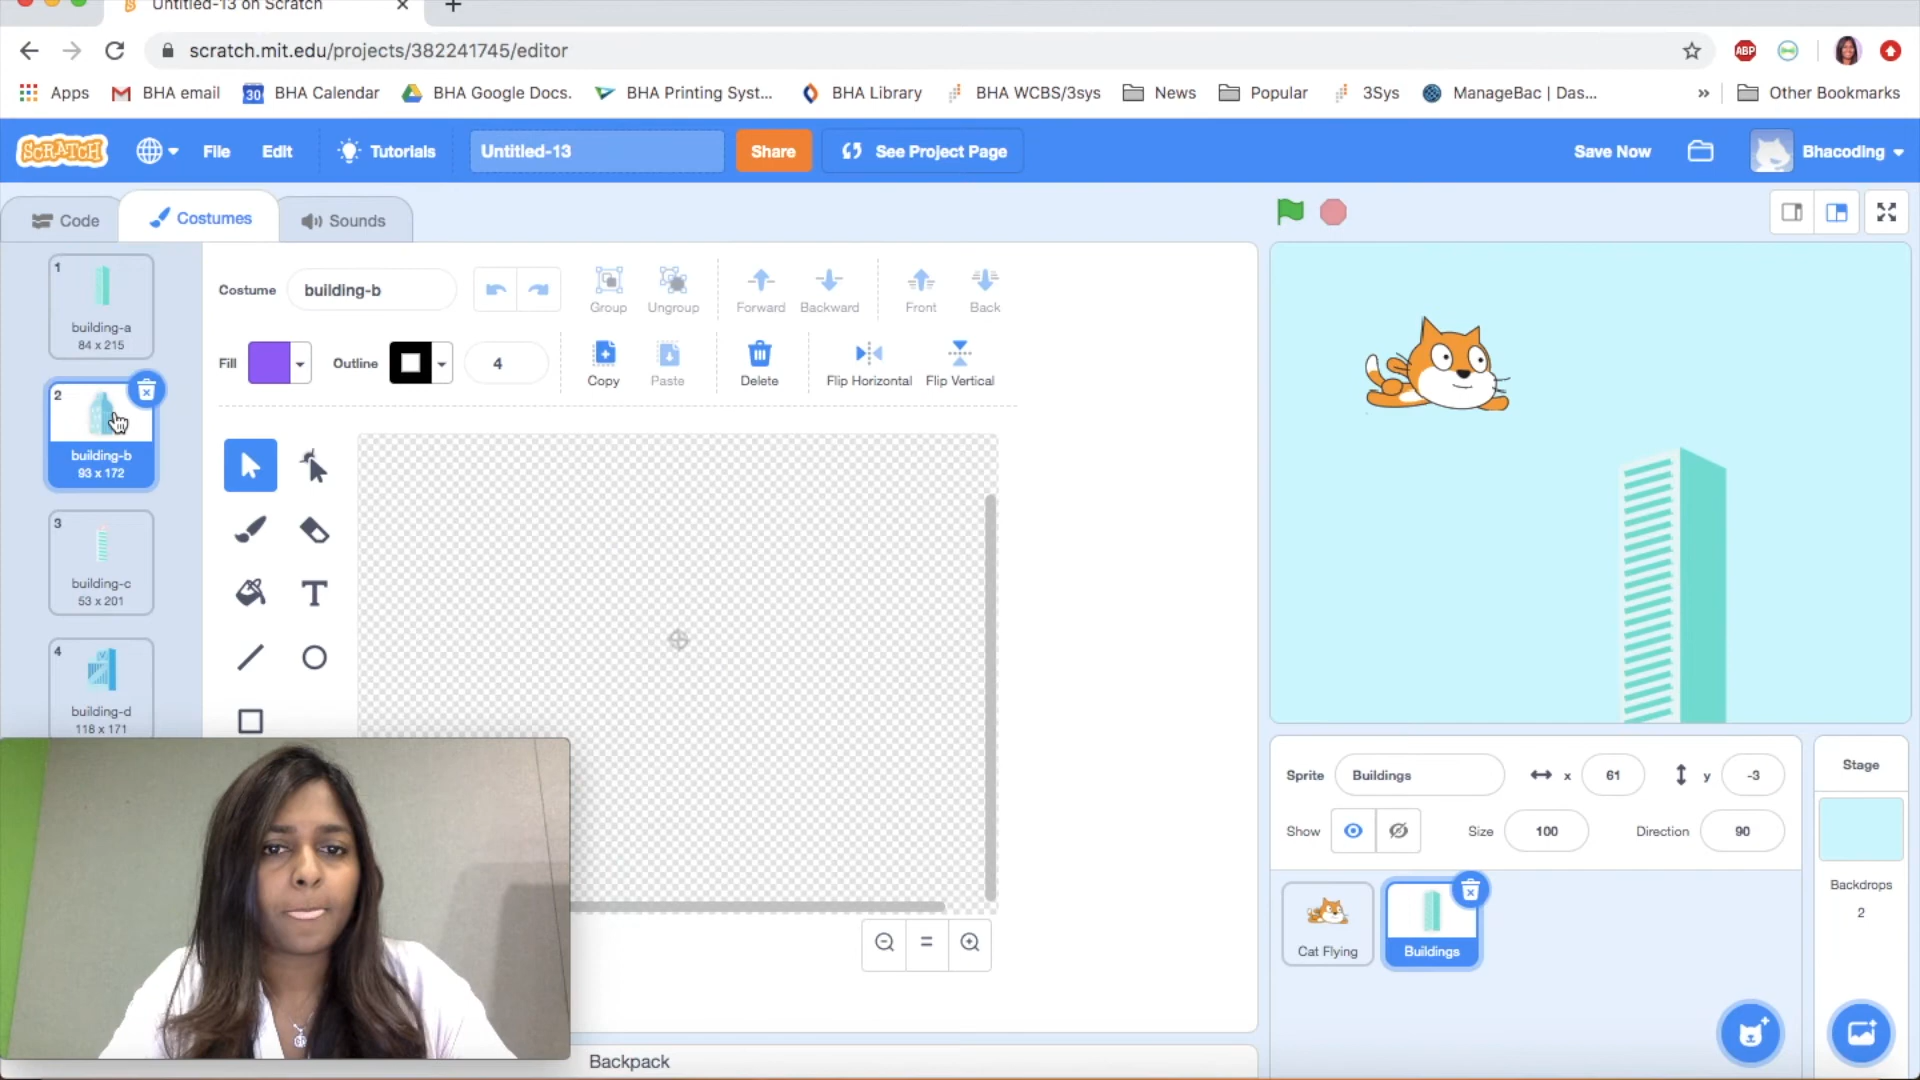 Untitled-13 on Scratch
scratch.mit.edu/projects/382241745/editor
ABP
Apps
BHA email
30
BHA Calendar
BHA Google Docs.
BHA Printing Syst...
BHA Library
BHA WCBS/3sys
News
Popular
3Sys
ManageBac | Das...
»
Other Bookmarks
SCRATCH
File
Edit
Tutorials
Untitled-13
Share
See Project Page
Save Now
Bhacoding
Code
Costumes
Sounds
1
building-a
84 x 215
2
building-b
93 x 172
3
building-c
53 x 201
4
building-d
118 x 171
Costume
building-b
Group
Ungroup
Forward
Backward
Front
Back
Fill
Outline
4
Copy
Paste
Delete
Flip Horizontal
Flip Vertical
T
Sprite
Buildings
x
61
y
-3
Show
Size
100
Direction
90
Cat Flying
Buildings
Stage
Backdrops
2
Backpack